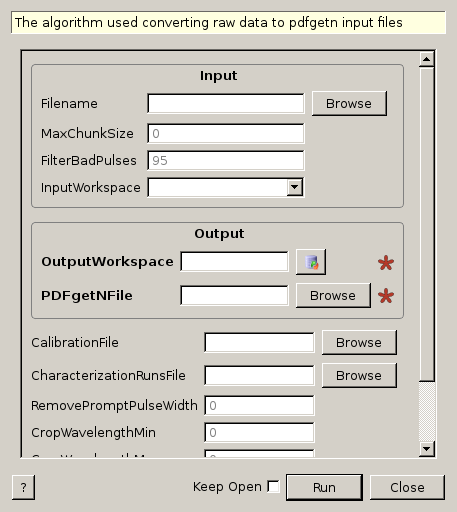 The algorithm used converting raw data to pdfgetn input files
Input
Filename Browse
MaxChunkSize 0
FilterBadPulses 95
InputWorkspace
Output
OutputWorkspace
PDFgetNFile Browse
CalibrationFile Browse
CharacterizationRunsFile Browse
RemovePromptPulseWidth 0
CropWavelengthMin 0
? Keep Open Run Close